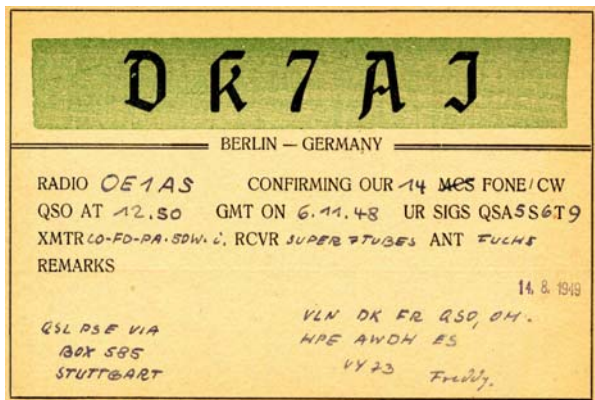 DK7AJ
BERLIN — GERMANY
RADIO OE1AS CONFIRMING OUR 14 MCS FONE/CW
QSO AT 12.50 GMT ON 6.11.48 UR SIGS QSA5S6T9
XMTR CO-FD-PA-50W. i. RCVR SUPER 7TUBES ANT FUCHS
REMARKS
14. 8. 1949
QSL PSE VIA
BOX 585
STUTTGART
VLN DK FR QSO, OM.
HPE AWDH ES
VY 73
Freddy.